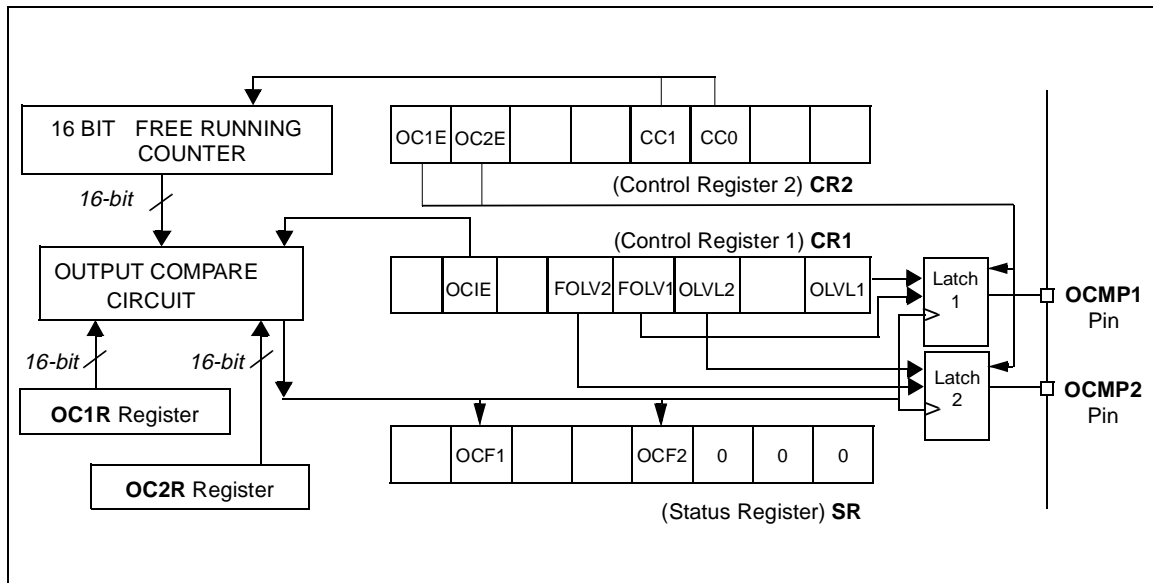 16 BIT FREE RUNNING
COUNTER
OC1E OC2E CC1 CC0
(Control Register 2) CR2
16-bit
(Control Register 1) CR1
OUTPUT COMPARE
CIRCUIT
OCIE FOLV2 FOLV1 OLVL2 OLVL1
Latch
1
OCMP1
Pin
16-bit
16-bit
Latch
2
OCMP2
Pin
OC1R Register
OCF1 OCF2 0 0 0
OC2R Register
(Status Register) SR